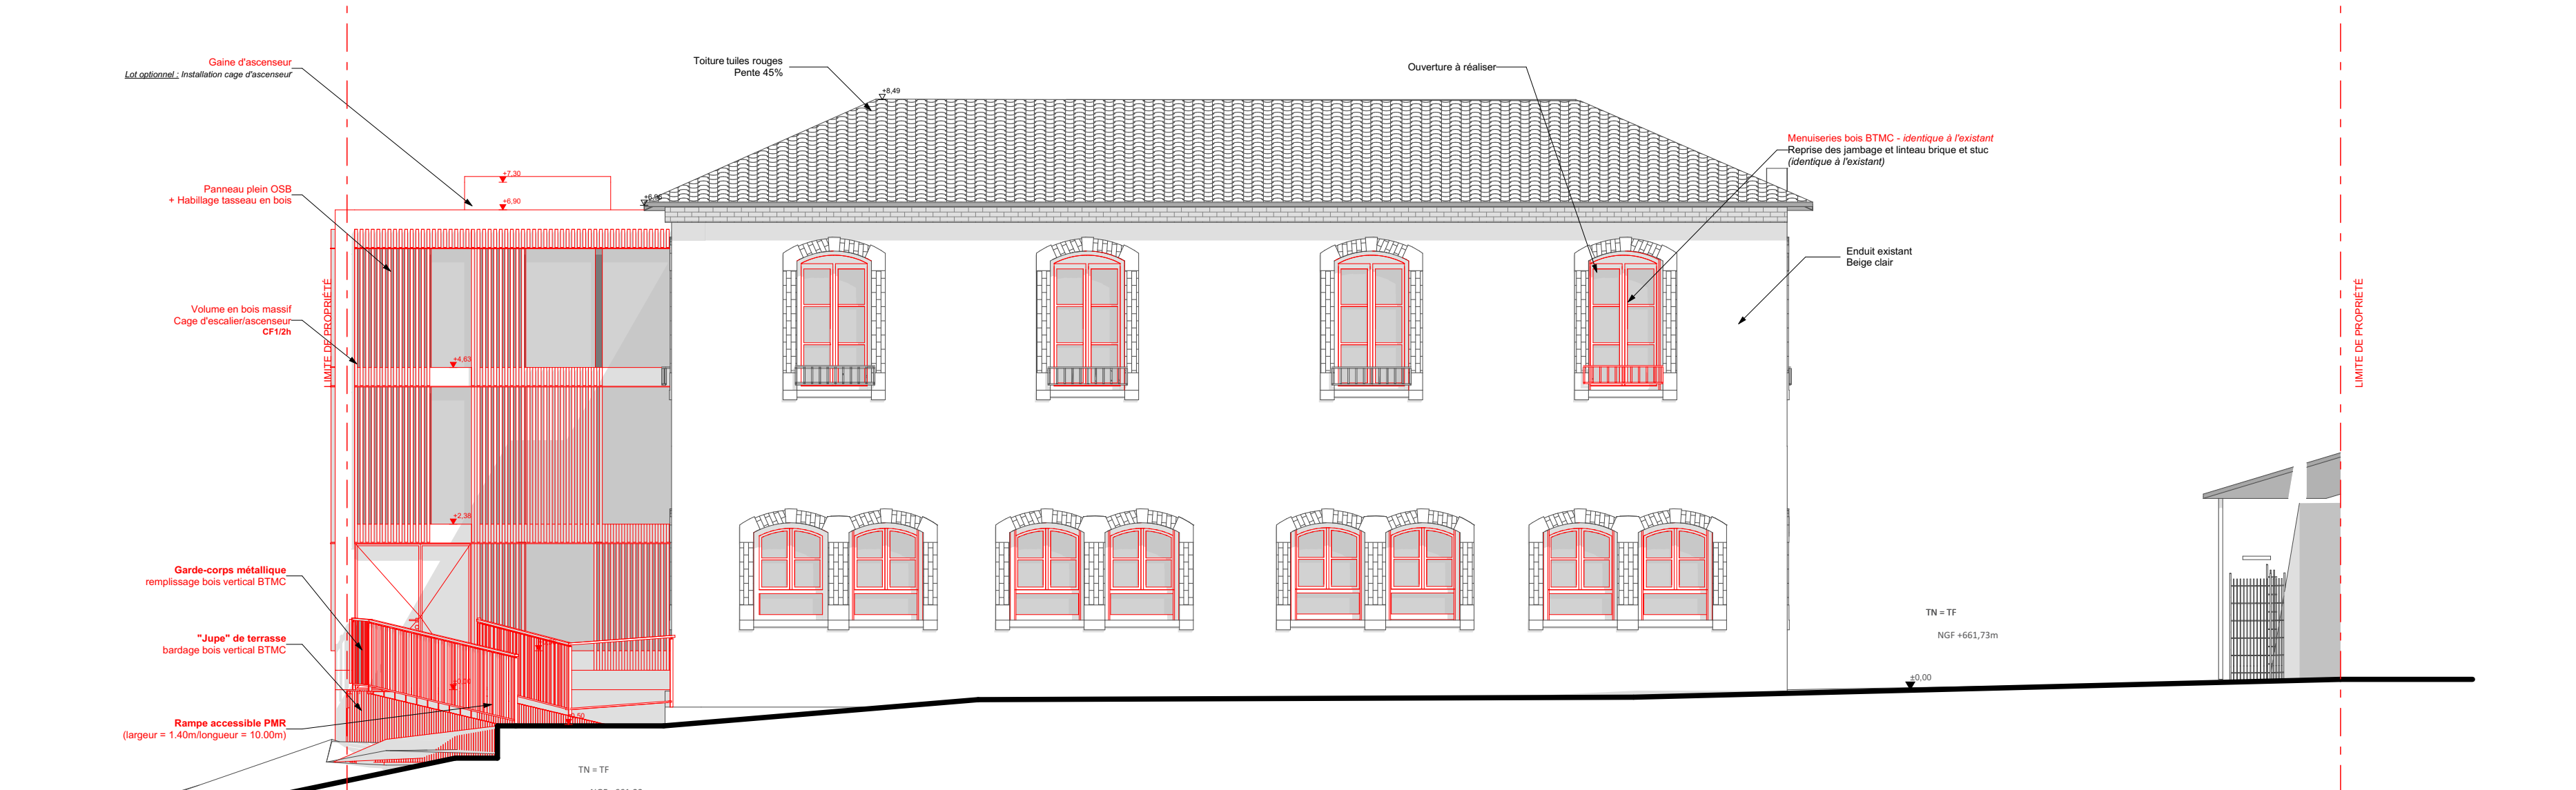 Gaine d'ascenseur
Lot optionnel : Installation cage d'ascenseur
Toiture tuiles rouges
Pente 45%
Ouverture à réaliser
+8,49
Menuiseries bois BTMC - identique à l'existant
Reprise des jambage et linteau brique et stuc
(identique à l'existant)
+7,30
Panneau plein OSB
+ Habillage tasseau en bois
+6,90
Enduit existant
Beige clair
LIMITE DE PROPRIÉTÉ
LIMITE DE PROPRIÉTÉ
Volume en bois massif
Cage d'escalier/ascenseur
CF1/2h
+4,63
+2,38
Garde-corps métallique
remplissage bois vertical BTMC
TN = TF
NGF +661,73m
"Jupe" de terrasse
bardage bois vertical BTMC
±0,00
±0,00
Rampe accessible PMR
(largeur = 1.40m/longueur = 10.00m)
TN = TF